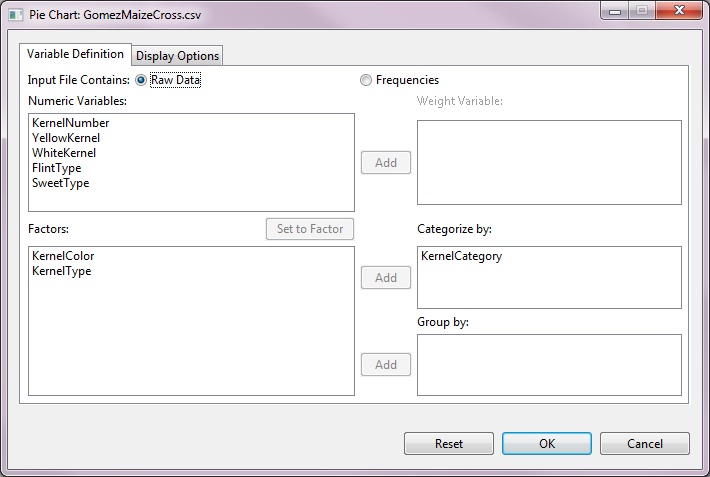 Pie Chart: GomezMaizeCross.csv
Variable Definition
Display Options
Input File Contains:
Raw Data
Frequencies
Numeric Variables:
Weight Variable:
KernelNumber
YellowKernel
WhiteKernel
FlintType
SweetType
Add
Factors:
Set to Factor
Categorize by:
KernelColor
KernelType
Add
KernelCategory
Group by:
Add
Reset
OK
Cancel